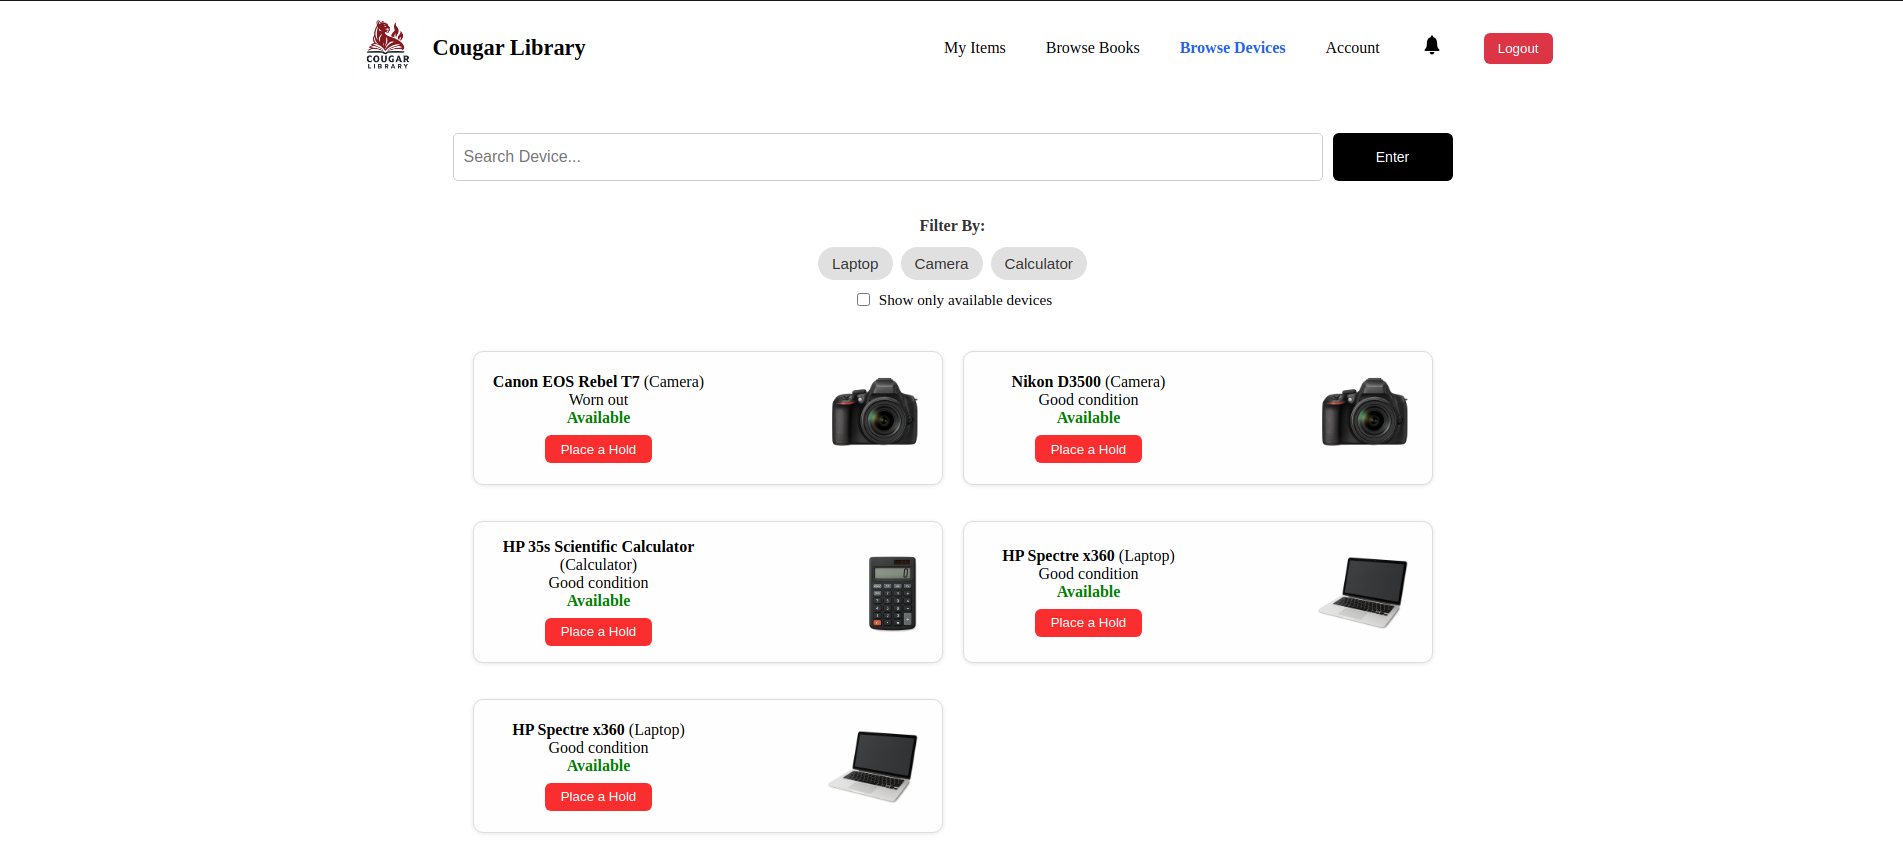 COUGAR
LIBRARY
Cougar Library
My Items
Browse Books
Browse Devices
Account
Logout
Search Device...
Enter
Filter By:
Laptop
Camera
Calculator
Show only available devices
Canon EOS Rebel T7 (Camera)
Worn out
Available
Place a Hold
Nikon D3500 (Camera)
Good condition
Available
Place a Hold
HP 35s Scientific Calculator
(Calculator)
Good condition
Available
Place a Hold
HP Spectre x360 (Laptop)
Good condition
Available
Place a Hold
HP Spectre x360 (Laptop)
Good condition
Available
Place a Hold